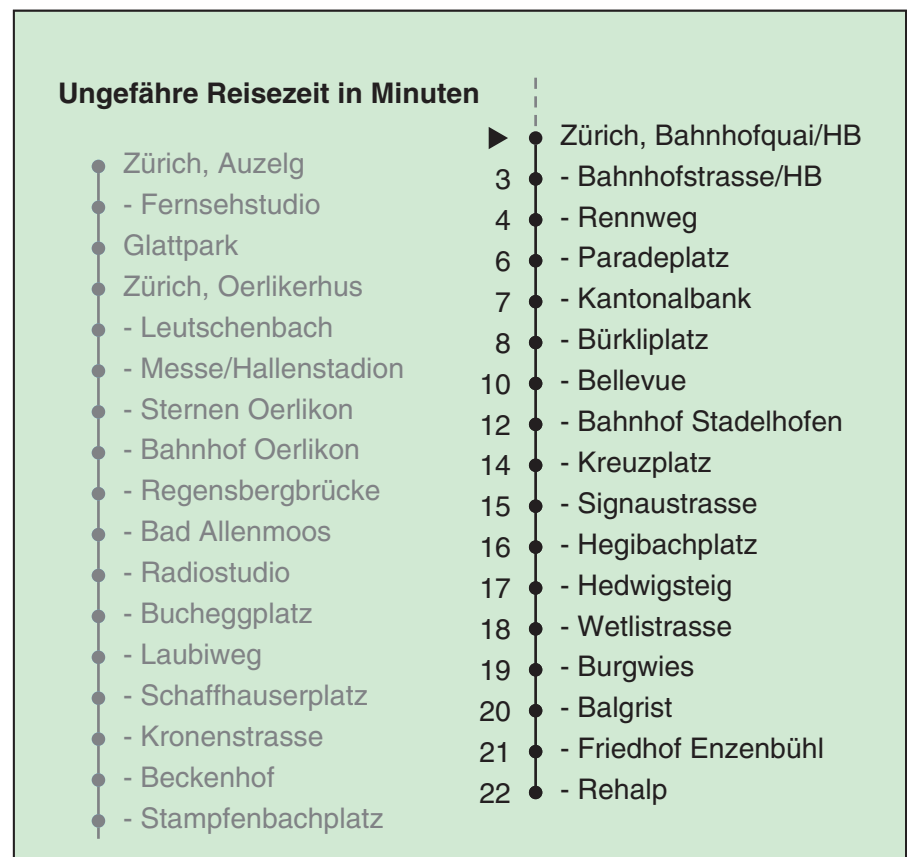 Ungefähre Reisezeit in Minuten
Zürich, Auzelg
- Fernsehstudio
Glattpark
Zürich, Oerlikerhus
- Leutschenbach
- Messe/Hallenstadion
- Sternen Oerlikon
- Bahnhof Oerlikon
- Regensbergbrücke
- Bad Allenmoos
- Radiostudio
- Bucheggplatz
- Laubiweg
- Schaffhauserplatz
- Kronenstrasse
- Beckenhof
- Stampfenbachplatz
Zürich, Bahnhofquai/HB
3 - Bahnhofstrasse/HB
4 - Rennweg
6 - Paradeplatz
7 - Kantonalbank
8 - Bürkliplatz
10 - Bellevue
12 - Bahnhof Stadelhofen
14 - Kreuzplatz
15 - Signaustrasse
16 - Hegibachplatz
17 - Hedwigsteig
18 - Wetlistrasse
19 - Burgwies
20 - Balgrist
21 - Friedhof Enzenbühl
22 - Rehalp